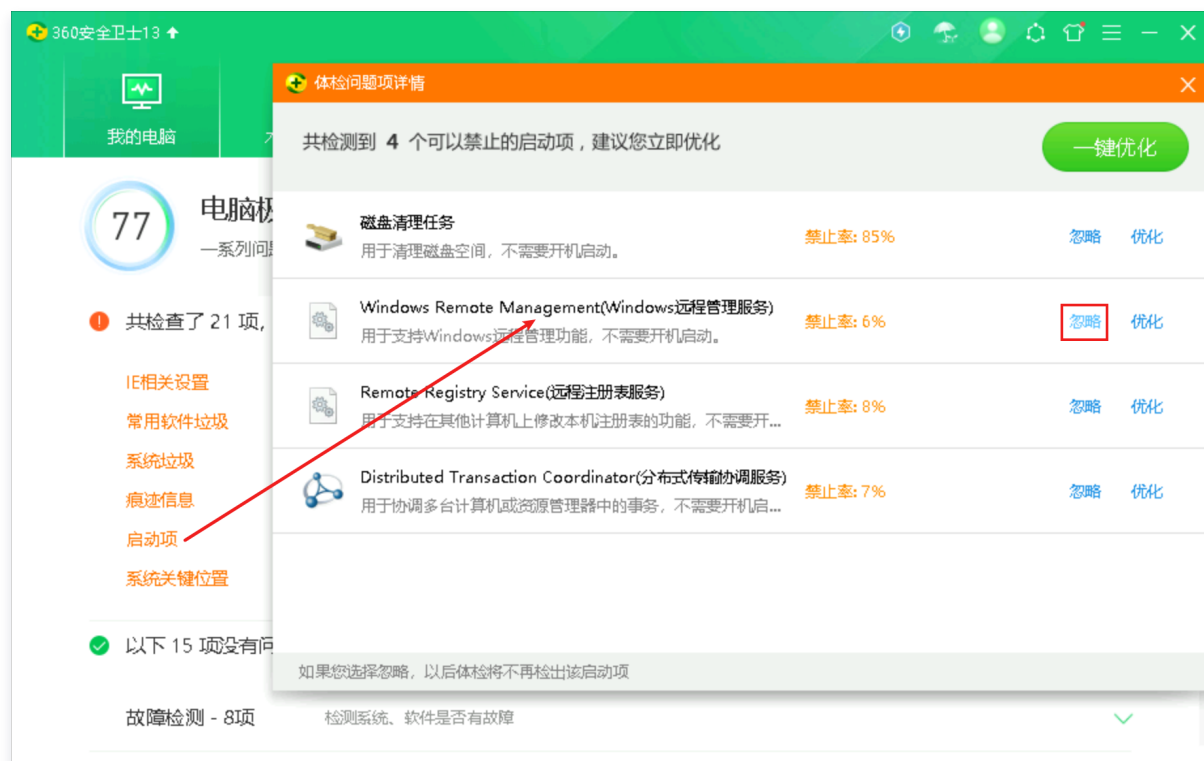 360安全卫士13
我的电脑
体检问题项详情
共检测到 4 个可以禁止的启动项，建议您立即优化
一键优化
77
电脑
一系列问
磁盘清理任务
用于清理磁盘空间，不需要开机启动。
禁止率: 85%
忽略 优化
共检查了 21 项,
Windows Remote Management(Windows远程管理服务)
用于支持Windows远程管理功能，不需要开机启动。
禁止率: 6%
忽略 优化
IE相关设置
常用软件垃圾
系统垃圾
痕迹信息
启动项
系统关键位置
Remote Registry Service(远程注册表服务)
用于支持在其他计算机上修改本机注册表的功能，不需要开...
禁止率: 8%
忽略 优化
Distributed Transaction Coordinator(分布式传输协调服务)
用于协调多台计算机或资源管理器中的事务，不需要开机启...
禁止率: 7%
忽略 优化
以下 15 项没有问
如果您选择忽略，以后体检将不再检出该启动项
故障检测 - 8项
检测系统、软件是否有故障